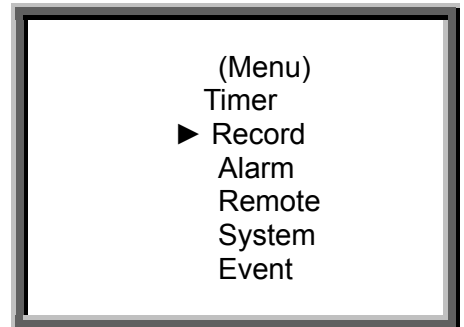 (Menu)
Timer
► Record
Alarm
Remote
System
Event